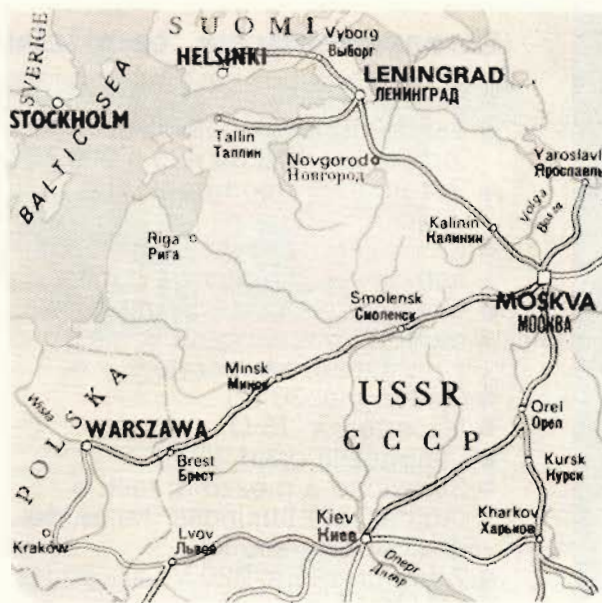 SUOMI
SVERIGE
Vyborg
Выборг
HELSINKI
LENINGRAD
ЛЕНИНГРАД
STOCKHOLM
BALTIC SEA
Tallin
Таллин
Novgorod
Новгород
Yaroslavl
Ярославль
Volga
Волга
Riga
Рига
Kalinin
Калинин
MOSKVA
МОСКВА
Smolensk
Смоленск
Minsk
Минск
USSR
СССР
POLSKA
Wisła
WARSZAWA
Brest
Брест
Orel
Орел
Kursk
Курск
Kraków
Lvov
Львов
Kiev
Киев
Kharkov
Харьков
Dnepr
Днепр